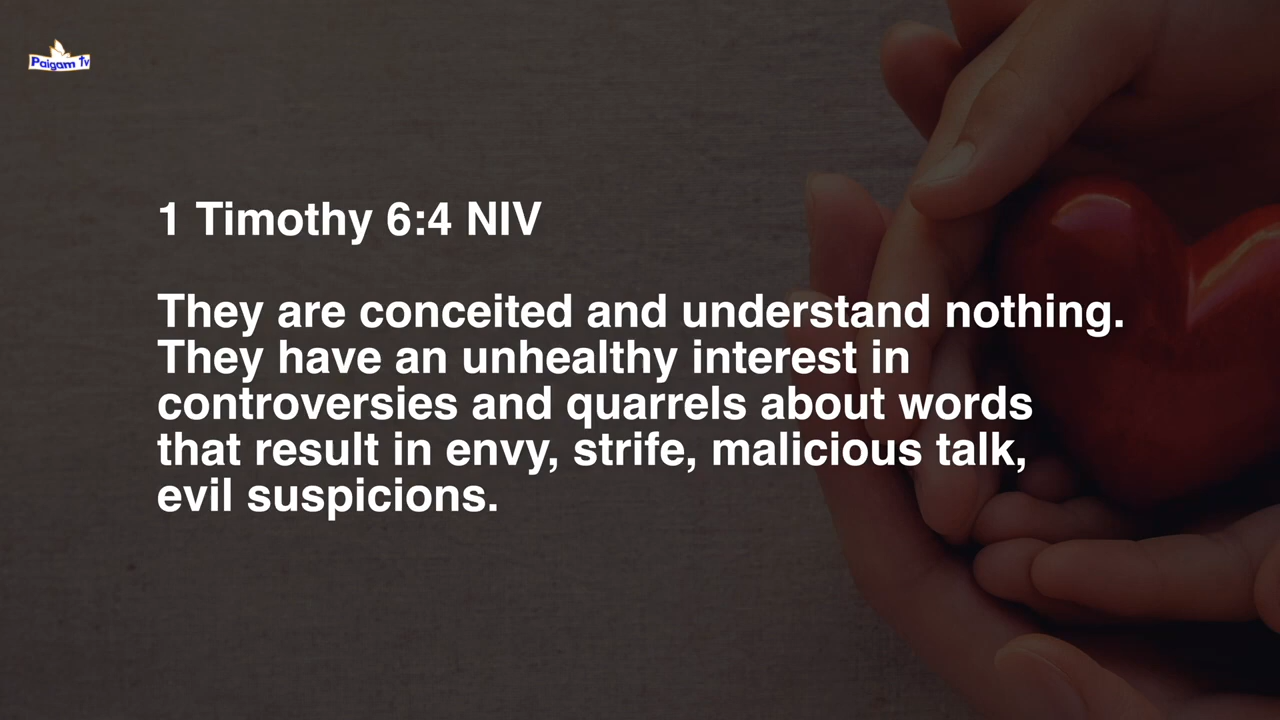 Paigam Tv
1 Timothy 6:4 NIV
They are conceited and understand nothing.
They have an unhealthy interest in
controversies and quarrels about words
that result in envy, strife, malicious talk,
evil suspicions.